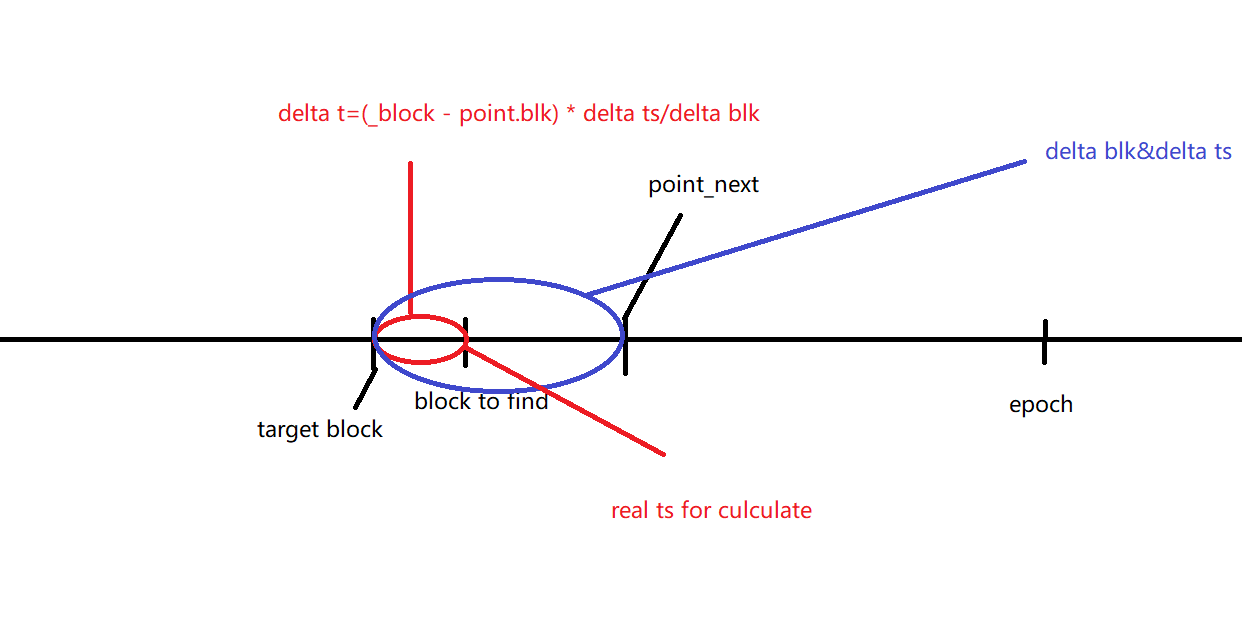 delta t=(_block - point.blk) * delta ts/delta blk
delta blk&delta ts
point_next
block to find
target block
epoch
real ts for culculate